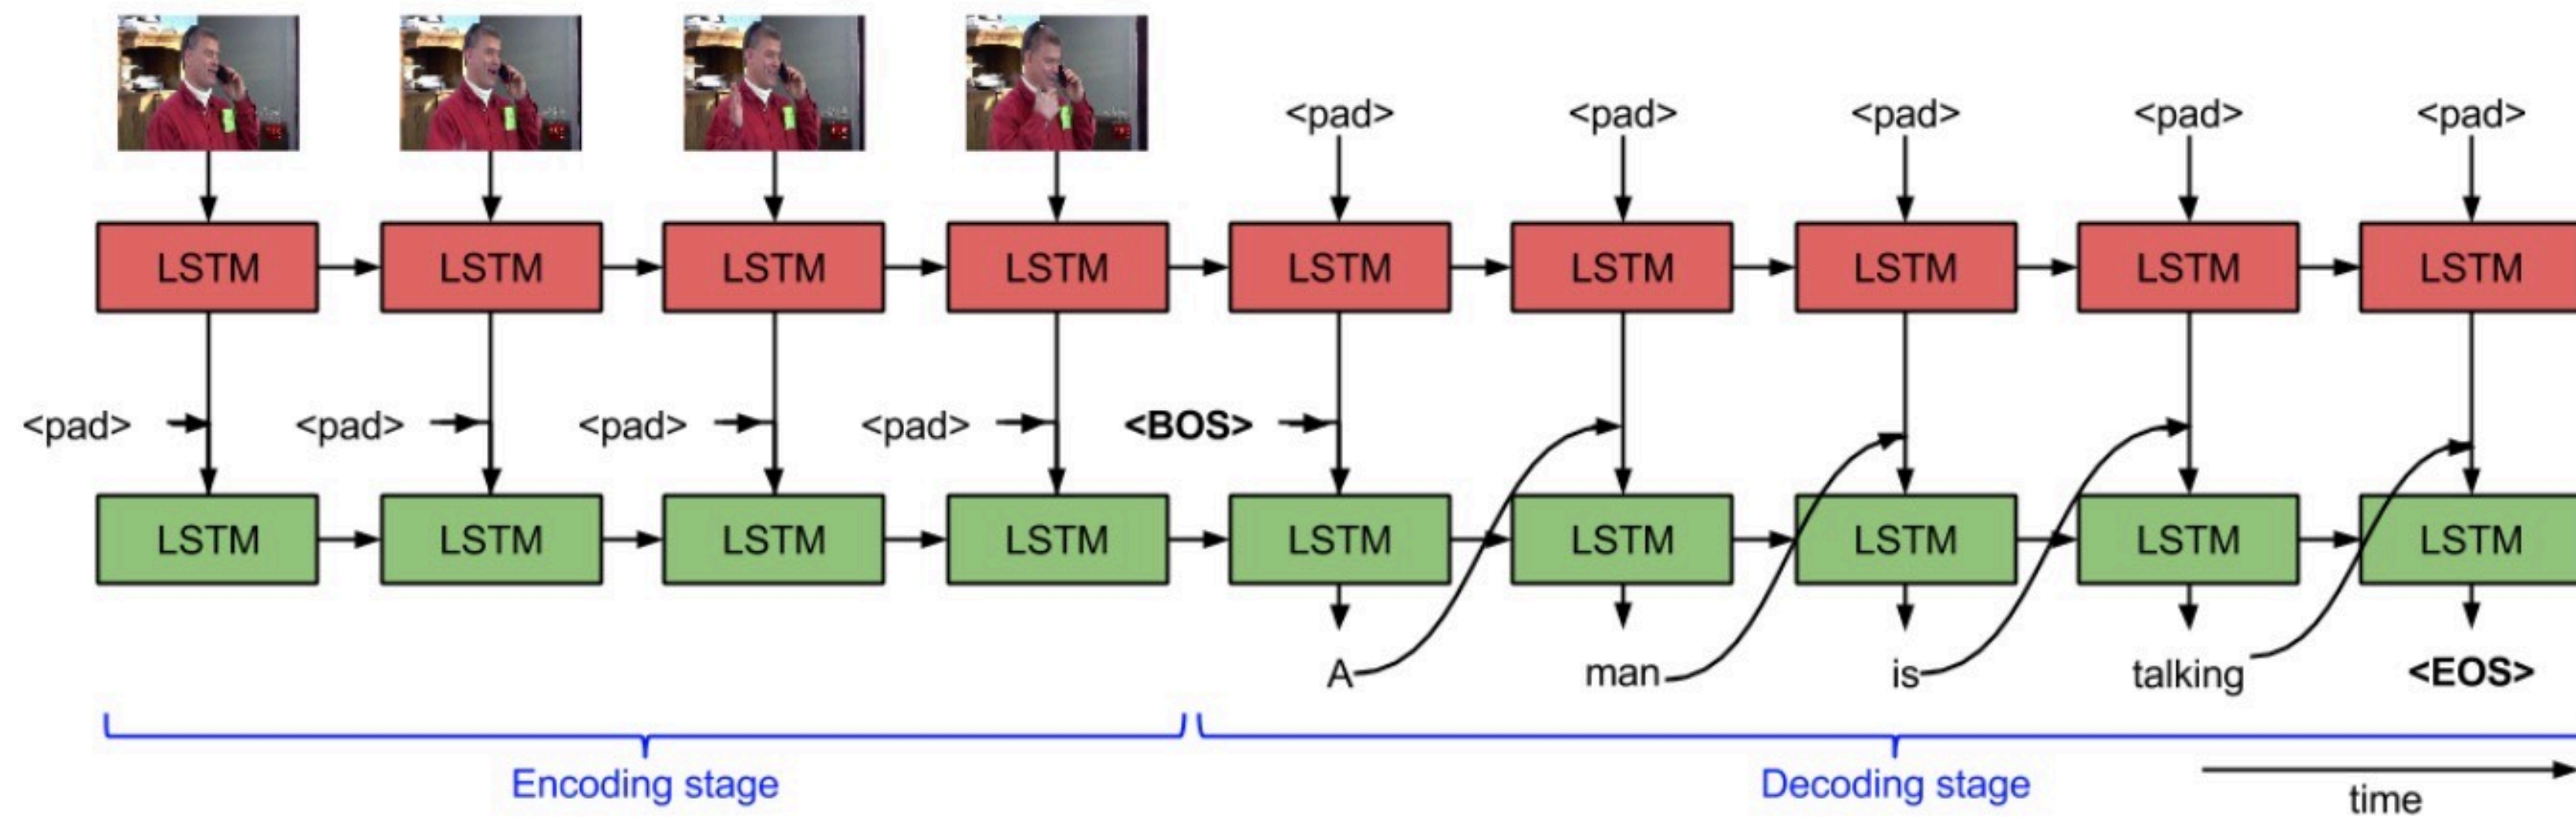 <pad> <pad> <pad> <pad> <pad>
LSTM LSTM LSTM LSTM LSTM LSTM LSTM LSTM LSTM
<pad> <pad> <pad> <pad> <BOS>
LSTM LSTM LSTM LSTM LSTM LSTM LSTM LSTM LSTM
A man is talking <EOS>
Encoding stage Decoding stage
time